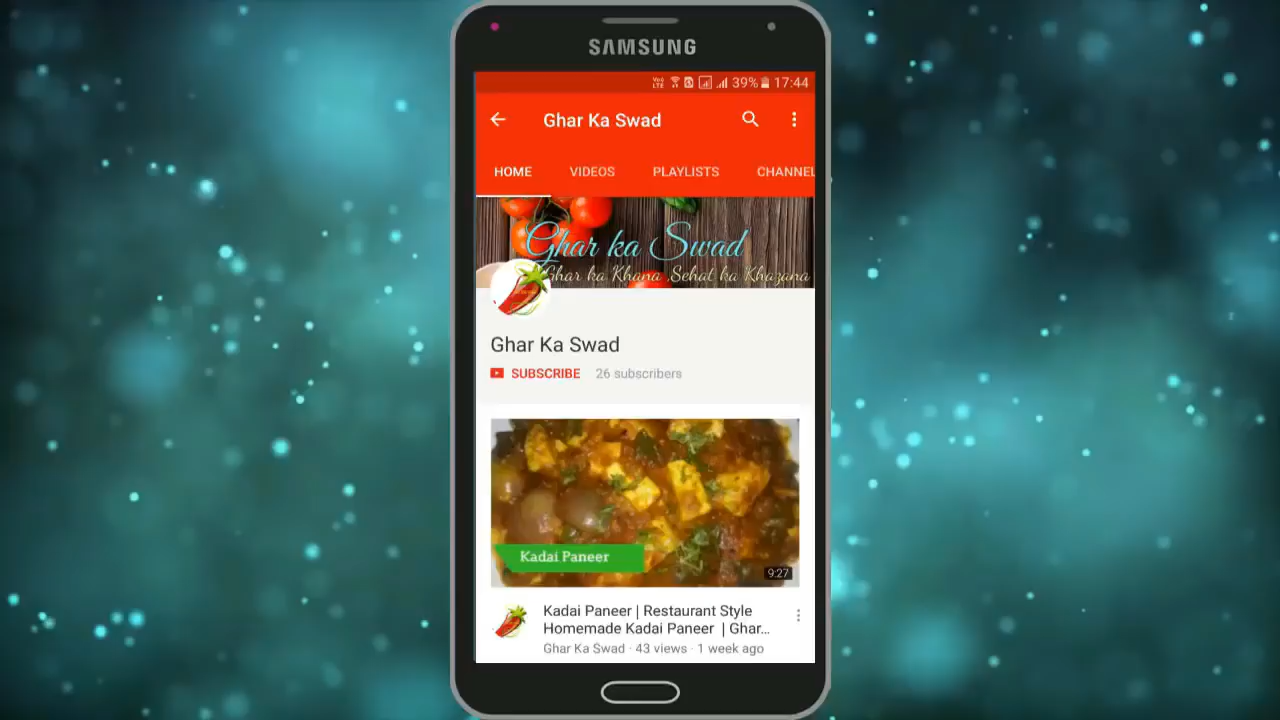 SAMSUNG
VoD LTE 39% 17:44
Ghar Ka Swad
HOME VIDEOS PLAYLISTS CHANNEL
Ghar ka Swad
Ghar ka Khana Sehat ka Khazana
Ghar Ka Swad
SUBSCRIBE 26 subscribers
Kadai Paneer
9:27
Kadai Paneer | Restaurant Style
Homemade Kadai Paneer | Ghar...
Ghar Ka Swad · 43 views · 1 week ago